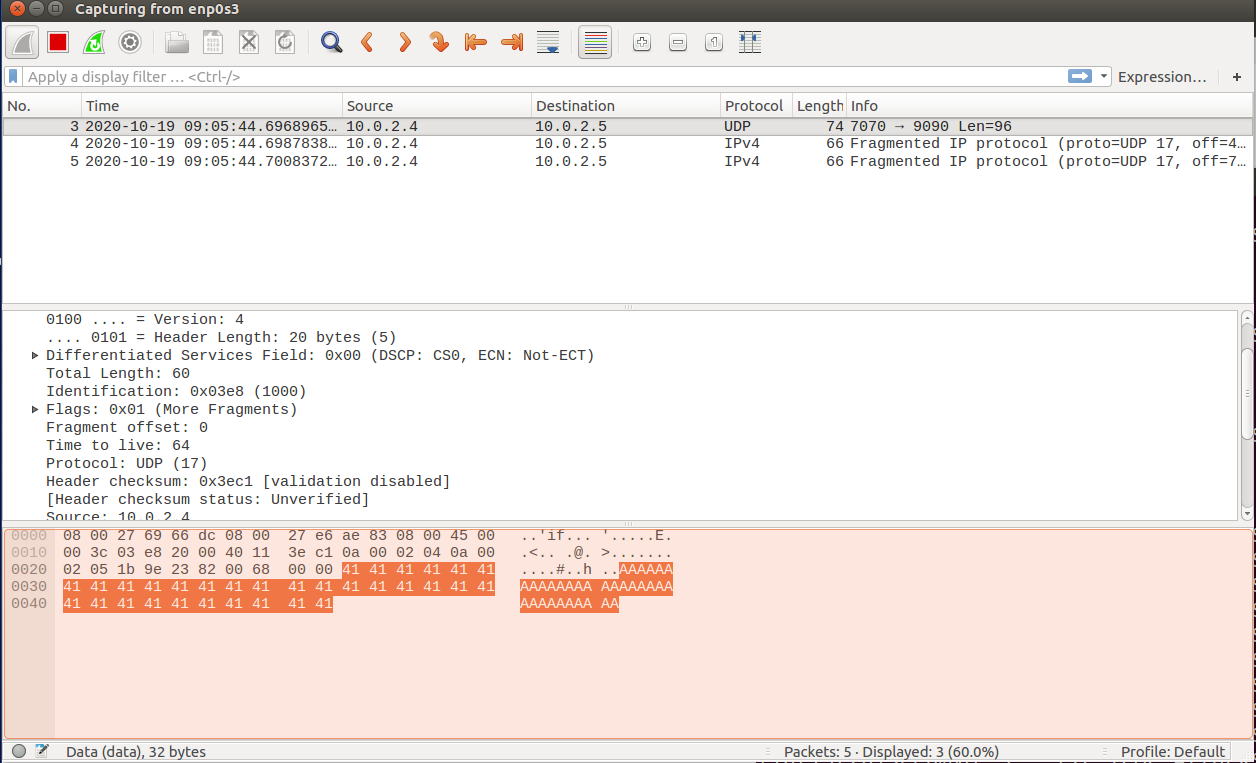 Capturing from enp0s3
Apply a display filter … <Ctrl-/>
Expression…
+
No. Time Source Destination Protocol Length Info
3 2020-10-19 09:05:44.6968965… 10.0.2.4 10.0.2.5 UDP 74 7070 → 9090 Len=96
4 2020-10-19 09:05:44.6987838… 10.0.2.4 10.0.2.5 IPv4 66 Fragmented IP protocol (proto=UDP 17, off=4…
5 2020-10-19 09:05:44.7008372… 10.0.2.4 10.0.2.5 IPv4 66 Fragmented IP protocol (proto=UDP 17, off=7…
0100 .... = Version: 4
.... 0101 = Header Length: 20 bytes (5)
Differentiated Services Field: 0x00 (DSCP: CS0, ECN: Not-ECT)
Total Length: 60
Identification: 0x03e8 (1000)
Flags: 0x01 (More Fragments)
Fragment offset: 0
Time to live: 64
Protocol: UDP (17)
Header checksum: 0x3ec1 [validation disabled]
[Header checksum status: Unverified]
Source: 10.0.2.4
0000 08 00 27 69 66 dc 08 00 27 e6 ae 83 08 00 45 00 ..'if... '.....E.
0010 00 3c 03 e8 20 00 40 11 3e c1 0a 00 02 04 0a 00 .<.. .@. >.......
0020 02 05 1b 9e 23 82 00 68 00 00 41 41 41 41 41 41 ....#..h ..AAAAAA
0030 41 41 41 41 41 41 41 41 41 41 41 41 41 41 41 41 AAAAAAAA AAAAAAAA
0040 41 41 41 41 41 41 41 41 41 41 AAAAAAAA AA
Data (data), 32 bytes
Packets: 5 · Displayed: 3 (60.0%)
Profile: Default